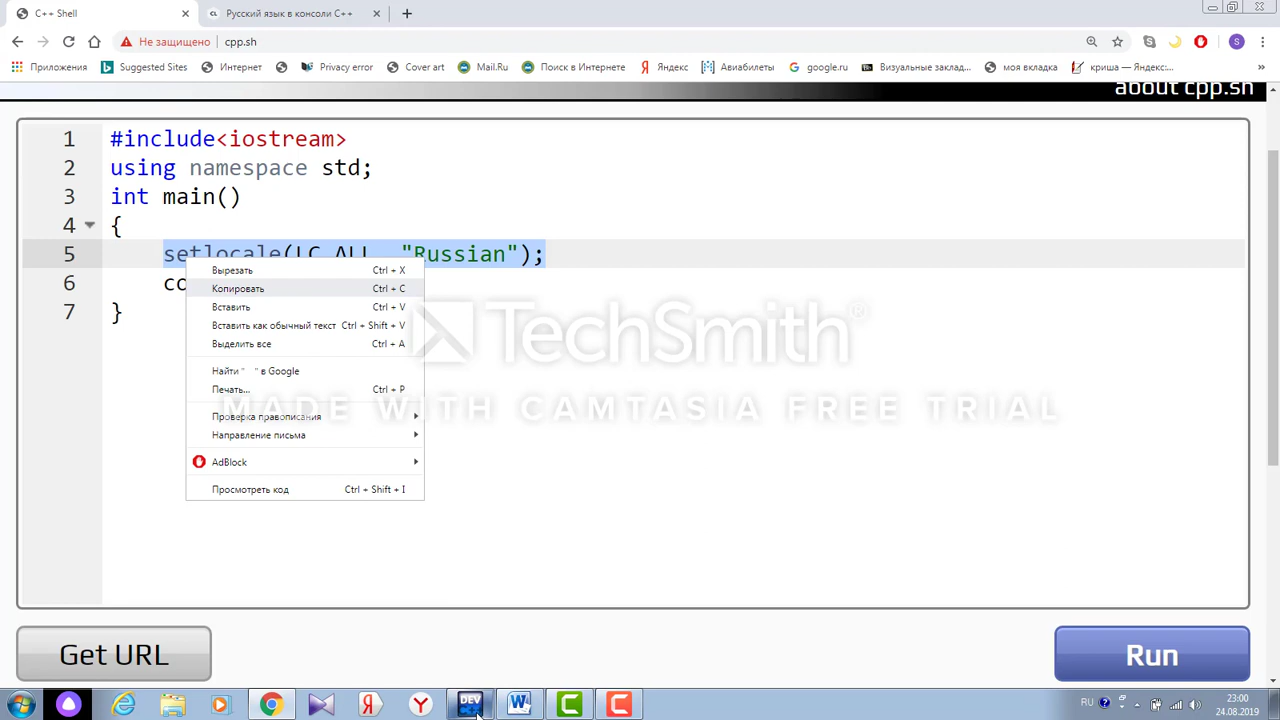 C++ Shell
Русский язык в консоли C++
Не защищено
cpp.sh
Приложения
Suggested Sites
Интернет
Privacy error
Cover art
Mail.Ru
Поиск в Интернете
Яндекс
Авиабилеты
google.ru
Визуальные заклад...
моя вкладка
криша — Яндекс:...
»
about cpp.sh
1 #include<iostream>
2 using namespace std;
3 int main()
4 {
5 setlocale(LC_ALL, "Russian");
6 co
7 }
Вырезать Ctrl + X
Копировать Ctrl + C
Вставить Ctrl + V
Вставить как обычный текст Ctrl + Shift + V
Выделить все Ctrl + A
Найти " " в Google
Печать... Ctrl + P
Проверка правописания
Направление письма
AdBlock
Просмотреть код Ctrl + Shift + I
TechSmith®
MADE WITH CAMTASIA FREE TRIAL
Get URL
Run
DEV
RU
23:00
24.08.2019